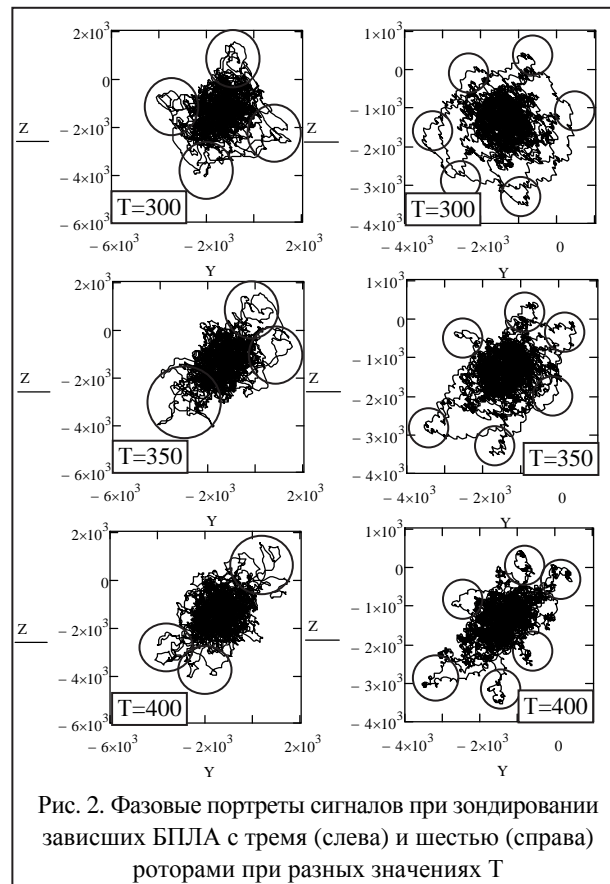 2×10³ 1×10³
0 0
− 2×10³ − 1×10³
Z Z
− 4×10³ − 2×10³
− 3×10³
T=300 T=300
− 6×10³ − 4×10³
− 6×10³ − 2×10³ 2×10³ − 4×10³ − 2×10³ 0
Y Y
2×10³ 1×10³
0 0
− 1×10³
− 2×10³
Z Z
− 2×10³
− 4×10³ − 3×10³
T=350 T=350
− 6×10³ − 4×10³
− 6×10³ − 2×10³ 2×10³ − 4×10³ − 2×10³ 0
Y Y
2×10³ 1×10³
0 0
− 1×10³
− 2×10³
Z Z
− 2×10³
− 4×10³ − 3×10³
T=400 T=400
− 6×10³ − 4×10³
− 6×10³ − 2×10³ 2×10³ − 4×10³ − 2×10³ 0
Y Y
Рис. 2. Фазовые портреты сигналов при зондировании
зависших БПЛА с тремя (слева) и шестью (справа)
роторами при разных значениях T